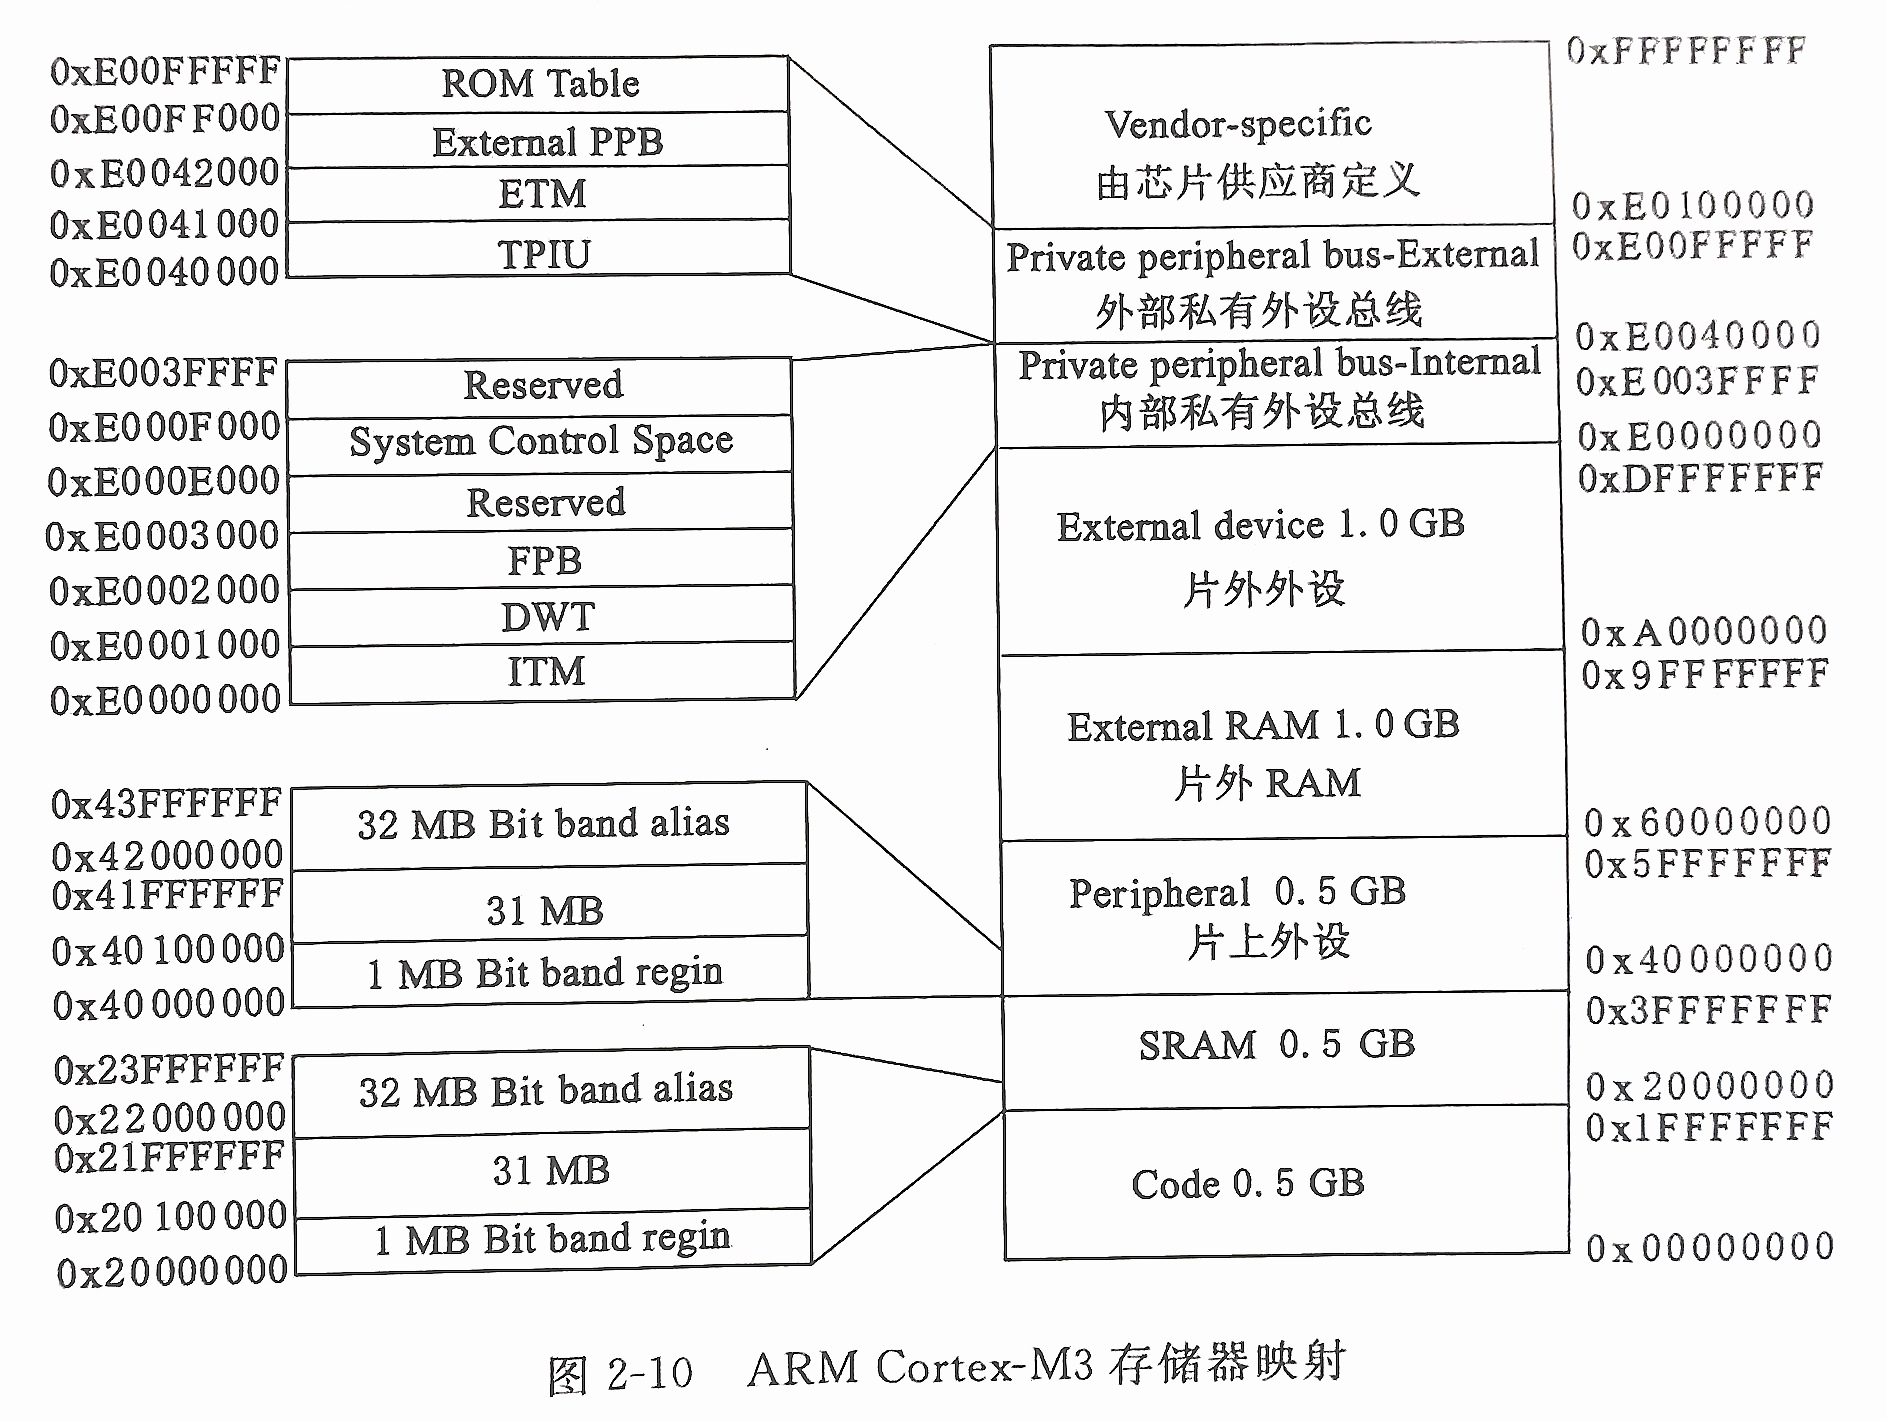 0xE00FFFFF
ROM Table
0xE00FF000
External PPB
0xE0042000
ETM
0xE0041000
TPIU
0xE0040000
0xE003FFFF
Reserved
0xE000F000
System Control Space
0xE000E000
Reserved
0xE0003000
FPB
0xE0002000
DWT
0xE0001000
ITM
0xE0000000
0x43FFFFFF
32 MB Bit band alias
0x42000000
0x41FFFFFF
31 MB
0x40100000
1 MB Bit band regin
0x40000000
0x23FFFFFF
32 MB Bit band alias
0x22000000
0x21FFFFFF
31 MB
0x20100000
1 MB Bit band regin
0x20000000
0xFFFFFFFF
Vendor-specific
由芯片供应商定义
0xE0100000
0xE00FFFFF
Private peripheral bus-External
外部私有外设总线
0xE0040000
Private peripheral bus-Internal
0xE003FFFF
内部私有外设总线
0xE0000000
0xDFFFFFFF
External device 1.0 GB
片外外设
0xA0000000
0x9FFFFFFF
External RAM 1.0 GB
片外 RAM
0x60000000
0x5FFFFFFF
Peripheral 0.5 GB
片上外设
0x40000000
0x3FFFFFFF
SRAM 0.5 GB
0x20000000
0x1FFFFFFF
Code 0.5 GB
0x00000000
图 2-10 ARM Cortex-M3 存储器映射